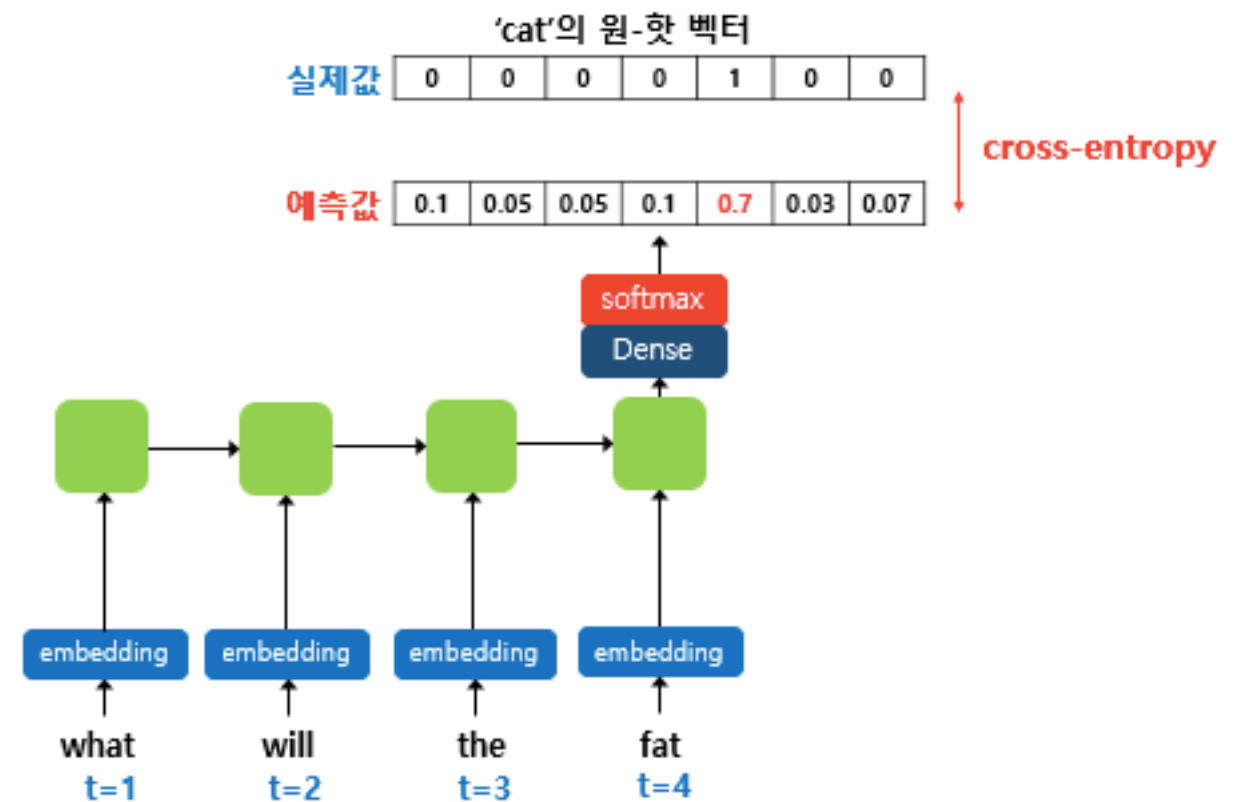 ‘cat’의 원-핫 벡터
실제값 0 0 0 0 1 0 0
cross-entropy
예측값 0.1 0.05 0.05 0.1 0.7 0.03 0.07
softmax
Dense
embedding embedding embedding embedding
what will the fat
t=1 t=2 t=3 t=4